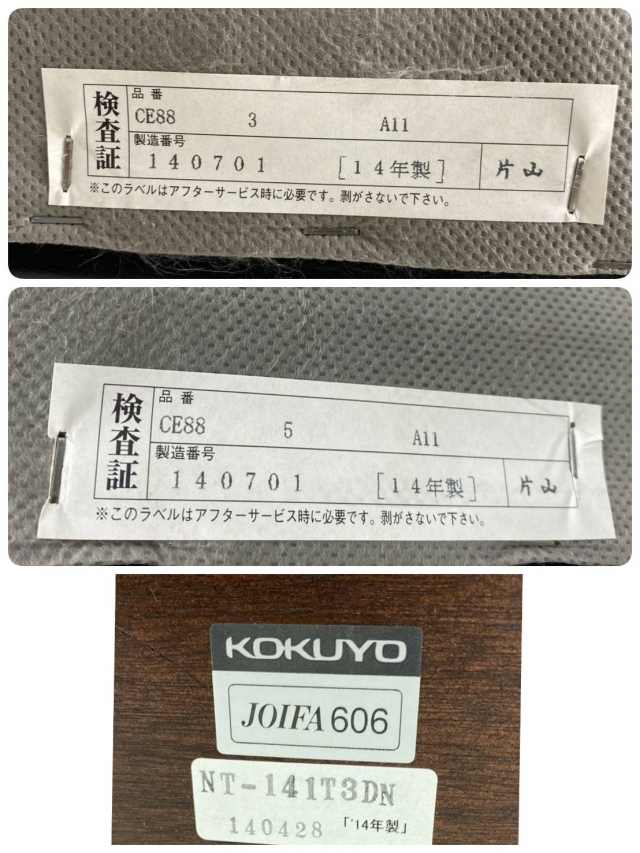 検査証
品番
CE88 3 A11
製造番号
140701 [14年製] 片山
※このラベルはアフターサービス時に必要です。剥がさないで下さい。
検査証
品番
CE88 5 A11
製造番号
140701 [14年製] 片山
※このラベルはアフターサービス時に必要です。剥がさないで下さい。
KOKUYO
JOIFA 606
NT-141T3DN
140428 「'14年製」